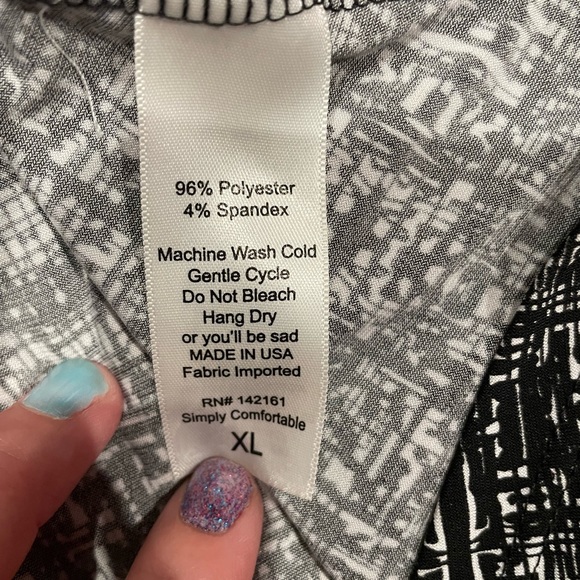 96% Polyester
4% Spandex
Machine Wash Cold
Gentle Cycle
Do Not Bleach
Hang Dry
or you'll be sad
MADE IN USA
Fabric Imported
RN# 142161
Simply Comfortable
XL